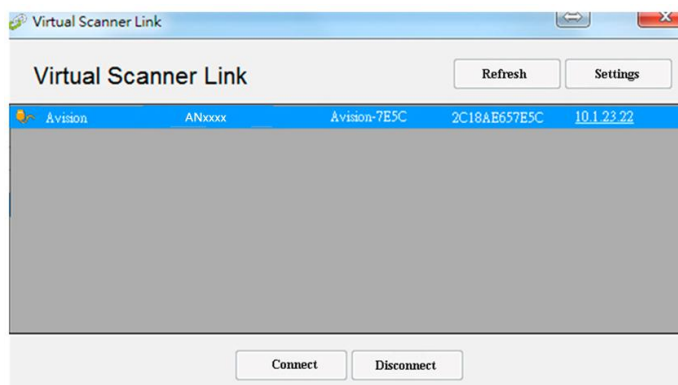 Virtual Scanner Link
Virtual Scanner Link Refresh Settings
Avision ANxxxx Avision-7E5C 2C18AE657E5C 10.1.23.22
Connect Disconnect